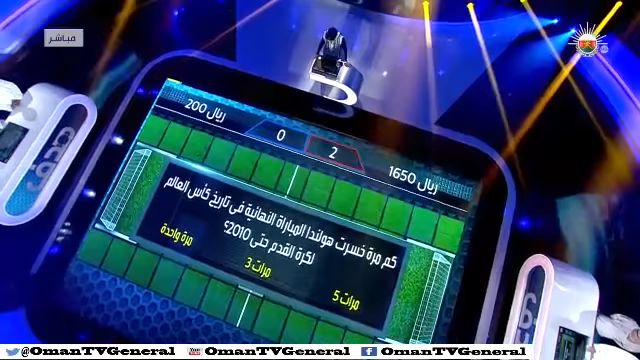 مباشر
200 ريال
0
2
1650 ريال
كم مرة خسرت هولندا المباراة النهائية في تاريخ كأس العالم
لكرة القدم حتى 2010؟
مرة واحدة
3 مرات
5 مرات
@OmanTVGeneral
OmanTVGeneral
OmanTVGeneral